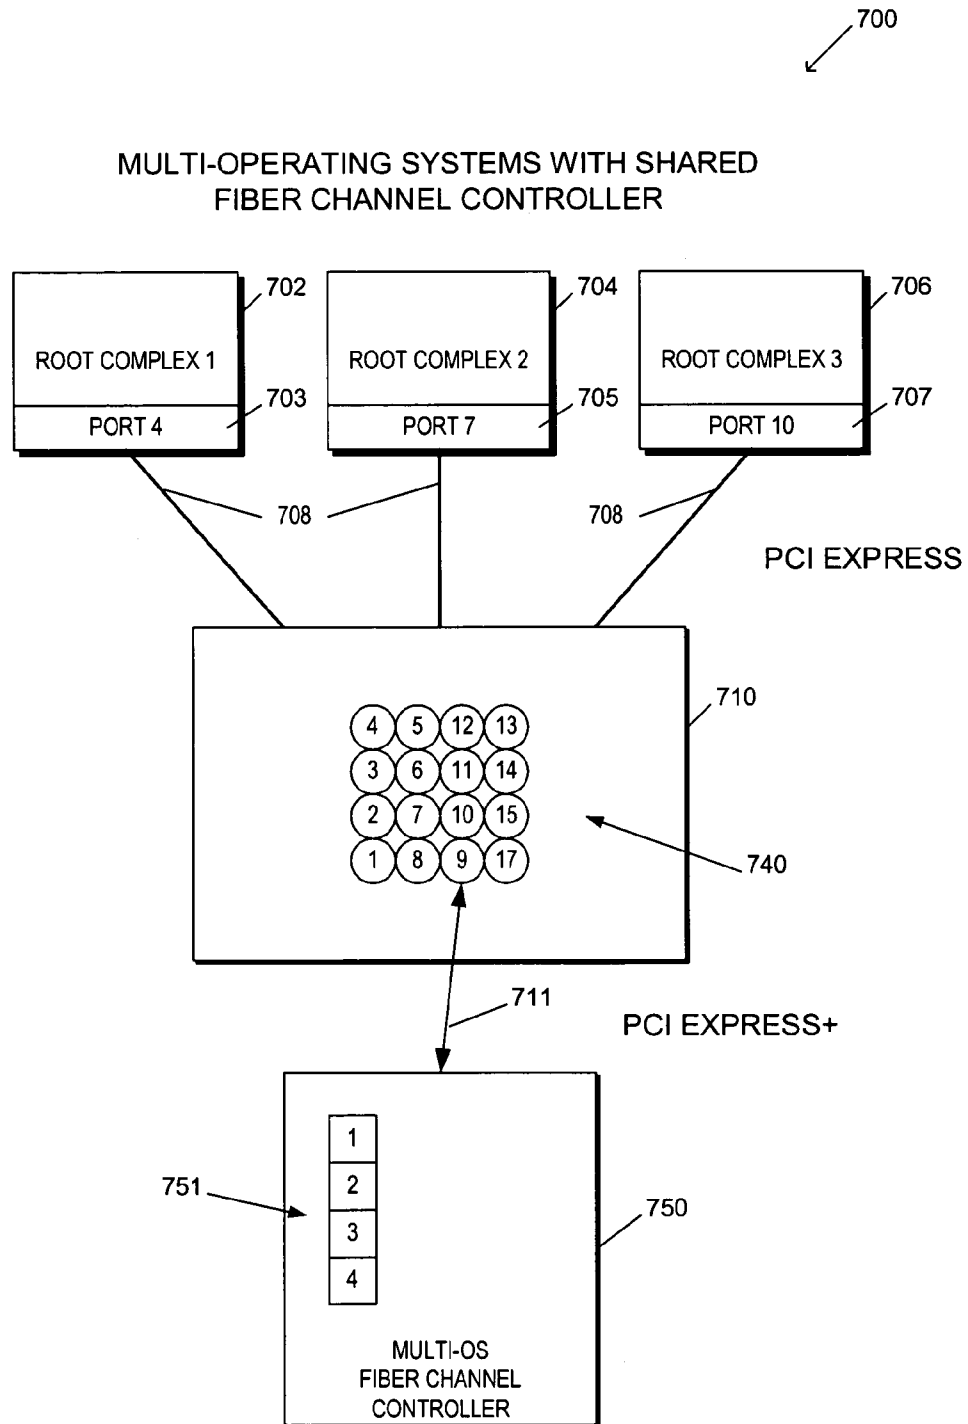 700
MULTI-OPERATING SYSTEMS WITH SHARED
FIBER CHANNEL CONTROLLER
702
704
706
ROOT COMPLEX 1
ROOT COMPLEX 2
ROOT COMPLEX 3
703
705
707
PORT 4
PORT 7
PORT 10
708
708
PCI EXPRESS
710
4 5 12 13
3 6 11 14
2 7 10 15
1 8 9 17
740
711
PCI EXPRESS+
1
2
751
750
3
4
MULTI-OS
FIBER CHANNEL
CONTROLLER